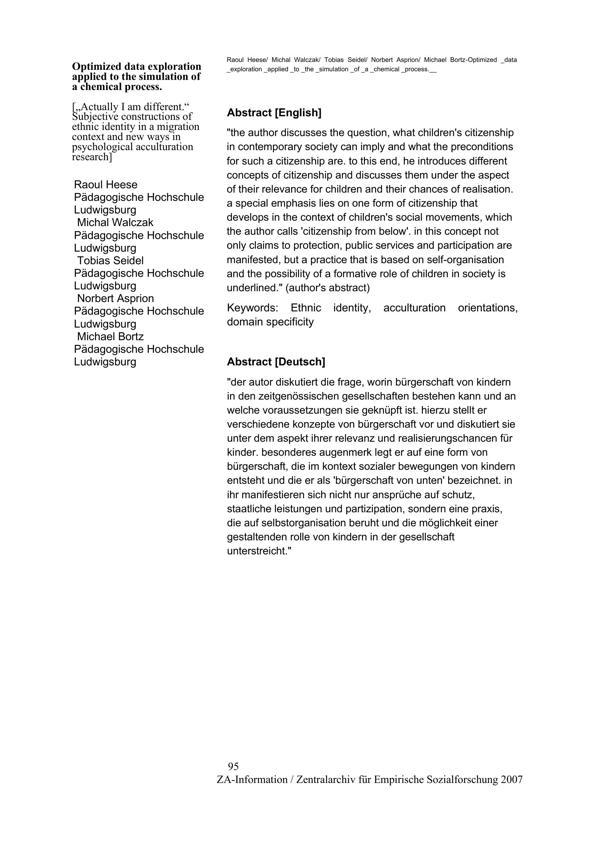 Optimized data exploration
applied to the simulation of
a chemical process.
[„Actually I am different.“
Subjective constructions of
ethnic identity in a migration
context and new ways in
psychological acculturation
research]
Raoul Heese
Pädagogische Hochschule
Ludwigsburg
Michal Walczak
Pädagogische Hochschule
Ludwigsburg
Tobias Seidel
Pädagogische Hochschule
Ludwigsburg
Norbert Asprion
Pädagogische Hochschule
Ludwigsburg
Michael Bortz
Pädagogische Hochschule
Ludwigsburg
Raoul Heese/ Michal Walczak/ Tobias Seidel/ Norbert Asprion/ Michael Bortz-Optimized _data
_exploration _applied _to _the _simulation _of _a _chemical _process.__
Abstract [English]
"the author discusses the question, what children's citizenship
in contemporary society can imply and what the preconditions
for such a citizenship are. to this end, he introduces different
concepts of citizenship and discusses them under the aspect
of their relevance for children and their chances of realisation.
a special emphasis lies on one form of citizenship that
develops in the context of children's social movements, which
the author calls 'citizenship from below'. in this concept not
only claims to protection, public services and participation are
manifested, but a practice that is based on self-organisation
and the possibility of a formative role of children in society is
underlined." (author's abstract)
Keywords: Ethnic identity, acculturation orientations,
domain specificity
Abstract [Deutsch]
"der autor diskutiert die frage, worin bürgerschaft von kindern
in den zeitgenössischen gesellschaften bestehen kann und an
welche voraussetzungen sie geknüpft ist. hierzu stellt er
verschiedene konzepte von bürgerschaft vor und diskutiert sie
unter dem aspekt ihrer relevanz und realisierungschancen für
kinder. besonderes augenmerk legt er auf eine form von
bürgerschaft, die im kontext sozialer bewegungen von kindern
entsteht und die er als 'bürgerschaft von unten' bezeichnet. in
ihr manifestieren sich nicht nur ansprüche auf schutz,
staatliche leistungen und partizipation, sondern eine praxis,
die auf selbstorganisation beruht und die möglichkeit einer
gestaltenden rolle von kindern in der gesellschaft
unterstreicht."
95
ZA-Information / Zentralarchiv für Empirische Sozialforschung 2007